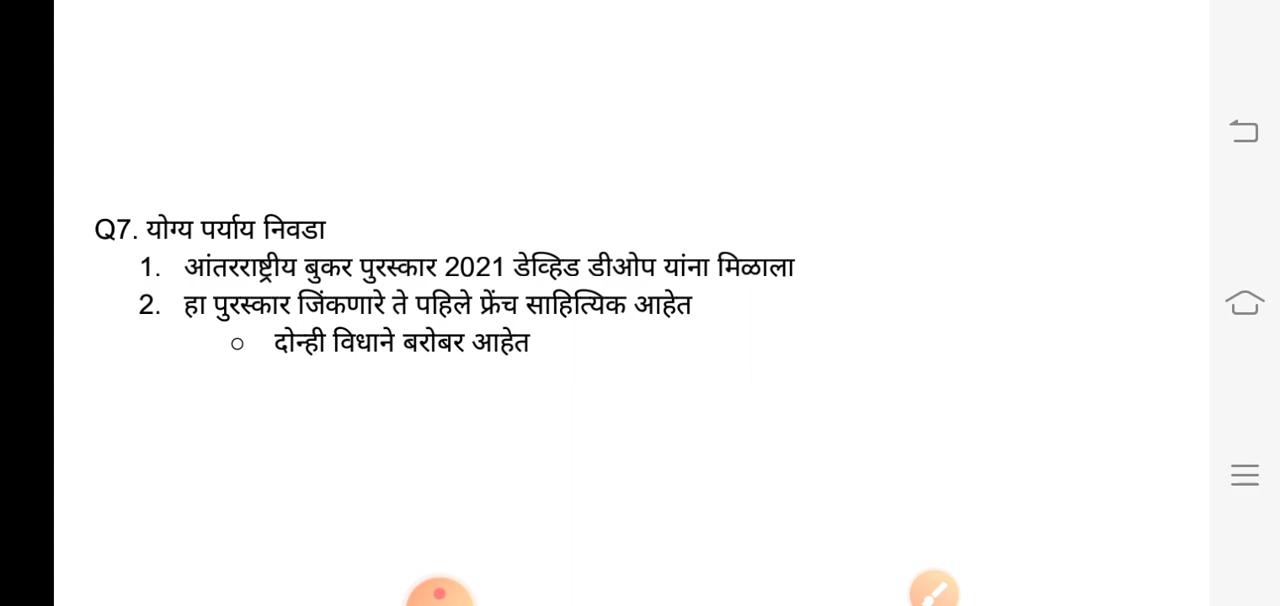 Q7. योग्य पर्याय निवडा
1. आंतरराष्ट्रीय बुकर पुरस्कार 2021 डेव्हिड डीओप यांना मिळाला
2. हा पुरस्कार जिंकणारे ते पहिले फ्रेंच साहित्यिक आहेत
○ दोन्ही विधाने बरोबर आहेत